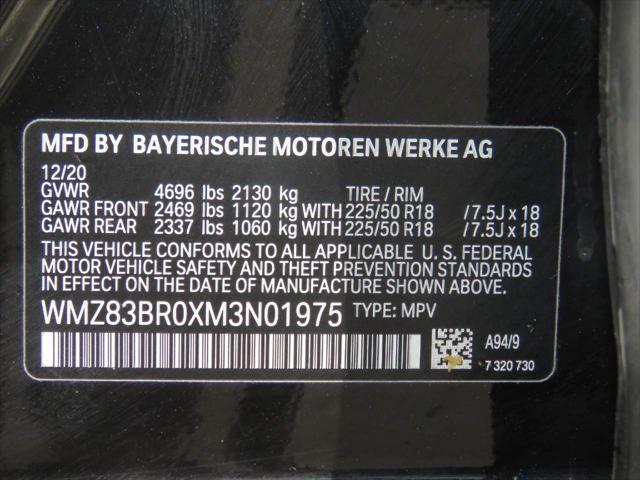 MFD BY BAYERISCHE MOTOREN WERKE AG
12/20
GVWR 4696 lbs 2130 kg TIRE / RIM
GAWR FRONT 2469 lbs 1120 kg WITH 225/50 R18 /7.5J x 18
GAWR REAR 2337 lbs 1060 kg WITH 225/50 R18 /7.5J x 18
THIS VEHICLE CONFORMS TO ALL APPLICABLE U. S. FEDERAL
MOTOR VEHICLE SAFETY AND THEFT PREVENTION STANDARDS
IN EFFECT ON THE DATE OF MANUFACTURE SHOWN ABOVE.
WMZ83BR0XM3N01975 TYPE: MPV
A94/9
7 320 730